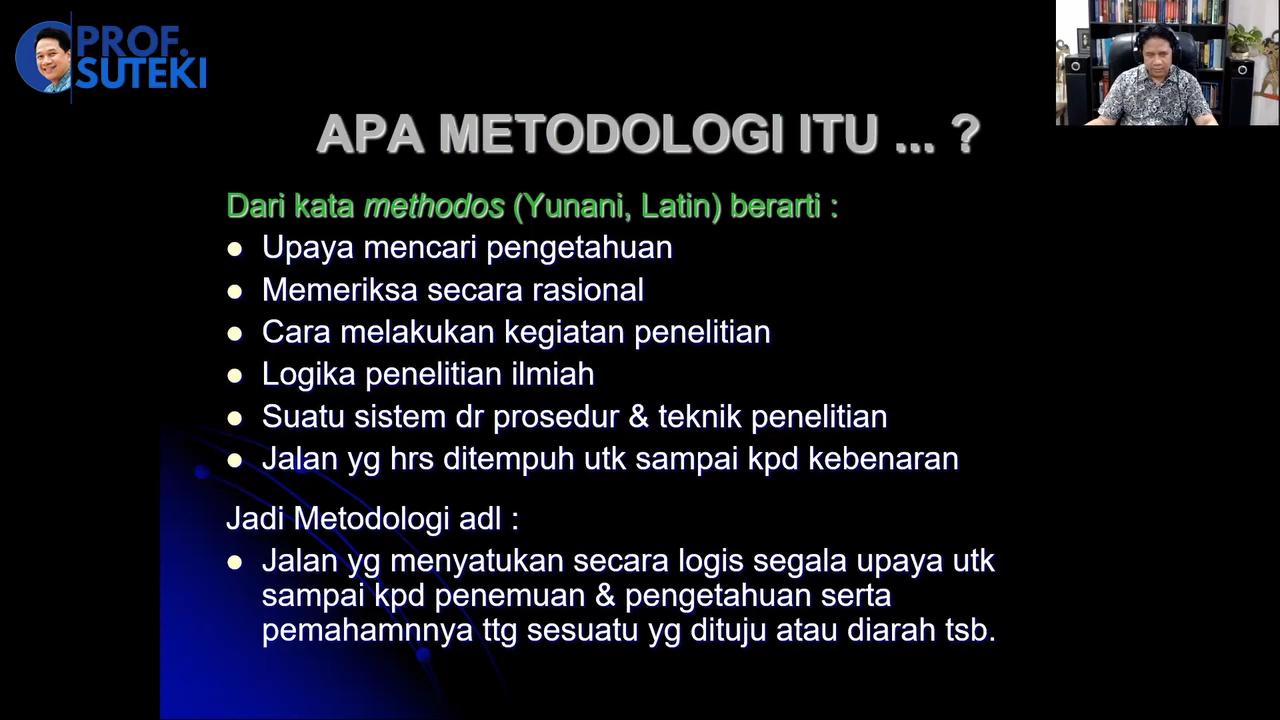 PROF.
SUTEKI
APA METODOLOGI ITU ... ?
Dari kata methodos (Yunani, Latin) berarti :
Upaya mencari pengetahuan
Memeriksa secara rasional
Cara melakukan kegiatan penelitian
Logika penelitian ilmiah
Suatu sistem dr prosedur & teknik penelitian
Jalan yg hrs ditempuh utk sampai kpd kebenaran
Jadi Metodologi adl :
Jalan yg menyatukan secara logis segala upaya utk
sampai kpd penemuan & pengetahuan serta
pemahamnnya ttg sesuatu yg dituju atau diarah tsb.